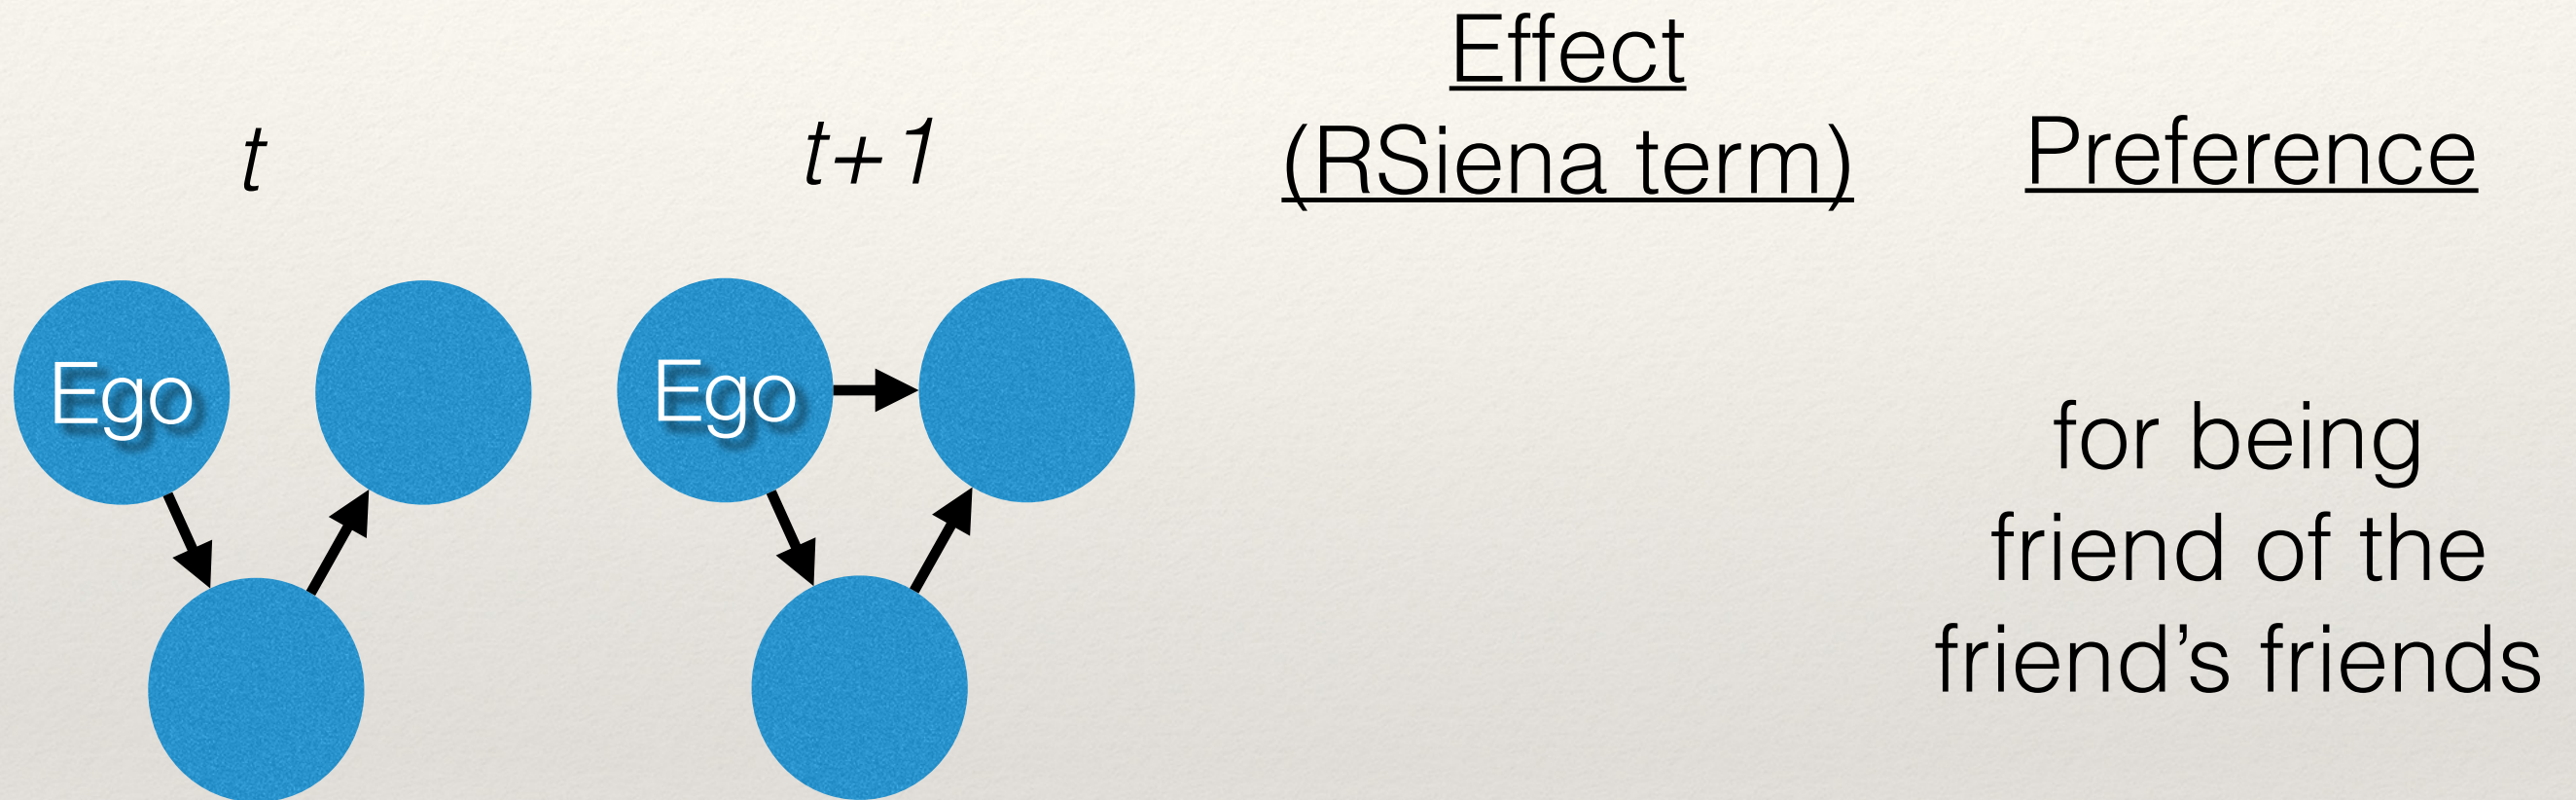 Effect
t
t+1
(RSiena term)
Preference
Ego
Ego
for being
friend of the
friend’s friends